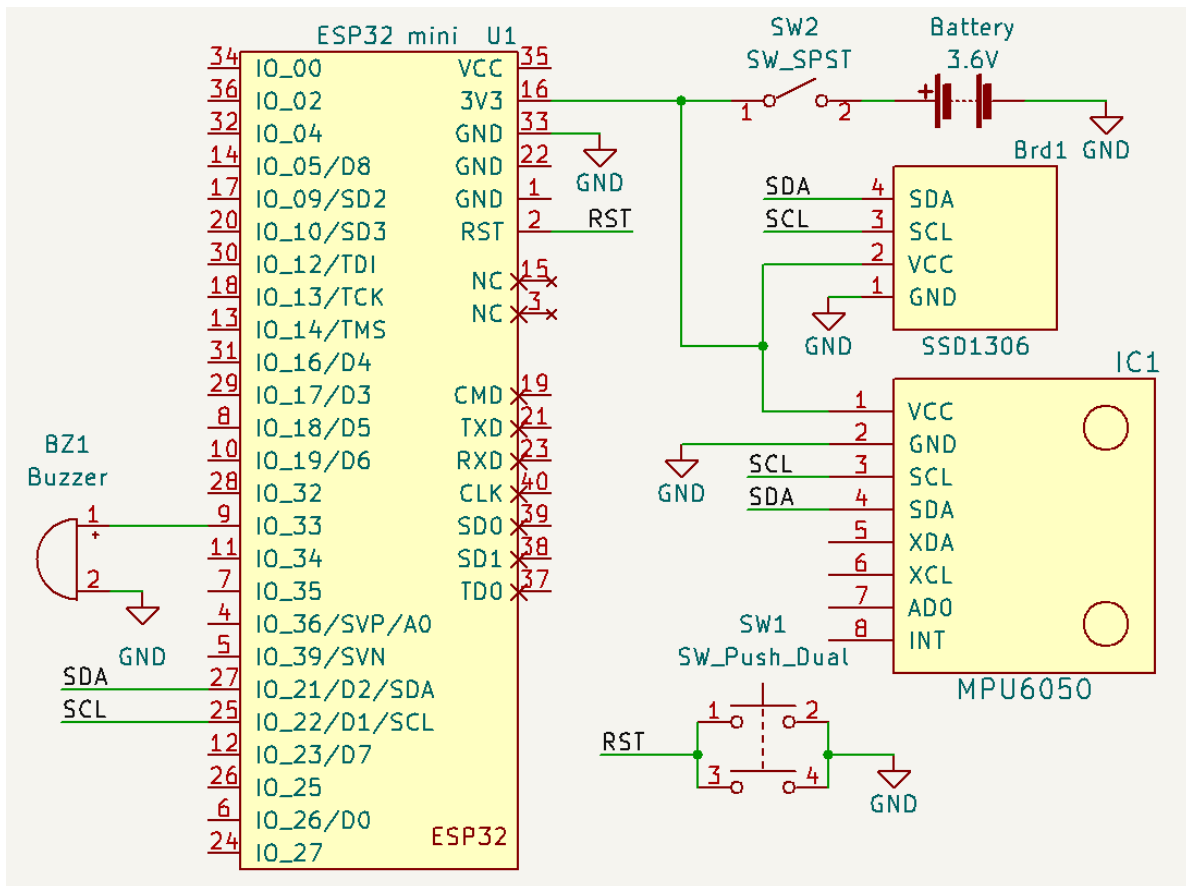 ESP32 mini U1
34 IO_00
36 IO_02
32 IO_04
14 IO_05/D8
17 IO_09/SD2
20 IO_10/SD3
30 IO_12/TDI
18 IO_13/TCK
13 IO_14/TMS
31 IO_16/D4
29 IO_17/D3
8 IO_18/D5
10 IO_19/D6
28 IO_32
9 IO_33
11 IO_34
7 IO_35
4 IO_36/SVP/A0
5 IO_39/SVN
SDA 27 IO_21/D2/SDA
SCL 25 IO_22/D1/SCL
12 IO_23/D7
26 IO_25
6 IO_26/D0
24 IO_27
VCC 35
3V3 16
GND 33
GND 22
GND 1
RST 2 RST
NC 15
NC 3
CMD 19
TXD 21
RXD 23
CLK 40
SD0 39
SD1 38
TD0 37
ESP32
GND
BZ1
Buzzer
1
+
2
GND
SW2
SW_SPST
1 2
Battery
3.6V
+
GND
Brd1
SDA 4 SDA
SCL 3 SCL
2 VCC
1 GND
GND
SSD1306
IC1
1 VCC
2 GND
GND
SCL 3 SCL
SDA 4 SDA
5 XDA
6 XCL
7 AD0
8 INT
MPU6050
SW1
SW_Push_Dual
1 2
RST
3 4
GND